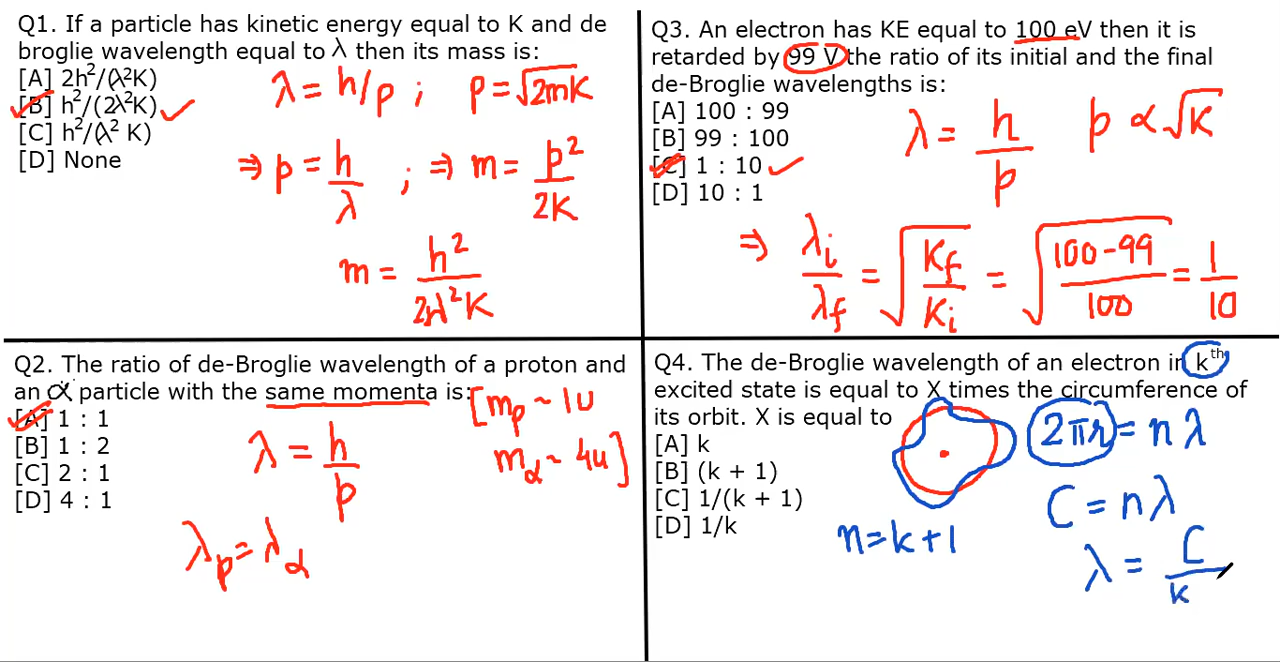 Q1. If a particle has kinetic energy equal to K and de
broglie wavelength equal to λ then its mass is:
[A] 2h²/(λ²K)
[B] h²/(2λ²K)
[C] h²/(λ² K)
[D] None
λ = h/p ; p = √2mK
⇒ p = h/λ ; ⇒ m = p²/2K
m = h²/2λ²K
Q2. The ratio of de-Broglie wavelength of a proton and
an α particle with the same momenta is:
[A] 1 : 1
[B] 1 : 2
[C] 2 : 1
[D] 4 : 1
[mp ~ 1u
mα ~ 4u]
λ = h/p
λp = λα
Q3. An electron has KE equal to 100 eV then it is
retarded by 99 V the ratio of its initial and the final
de-Broglie wavelengths is:
[A] 100 : 99
[B] 99 : 100
[C] 1 : 10
[D] 10 : 1
λ = h/p p ∝ √K
⇒ λi/λf = √Kf/Ki = √100-99/100 = 1/10
Q4. The de-Broglie wavelength of an electron in kth
excited state is equal to X times the circumference of
its orbit. X is equal to
[A] k
[B] (k + 1)
[C] 1/(k + 1)
[D] 1/k
2πr = nλ
C = nλ
n = k + 1
λ = C/k